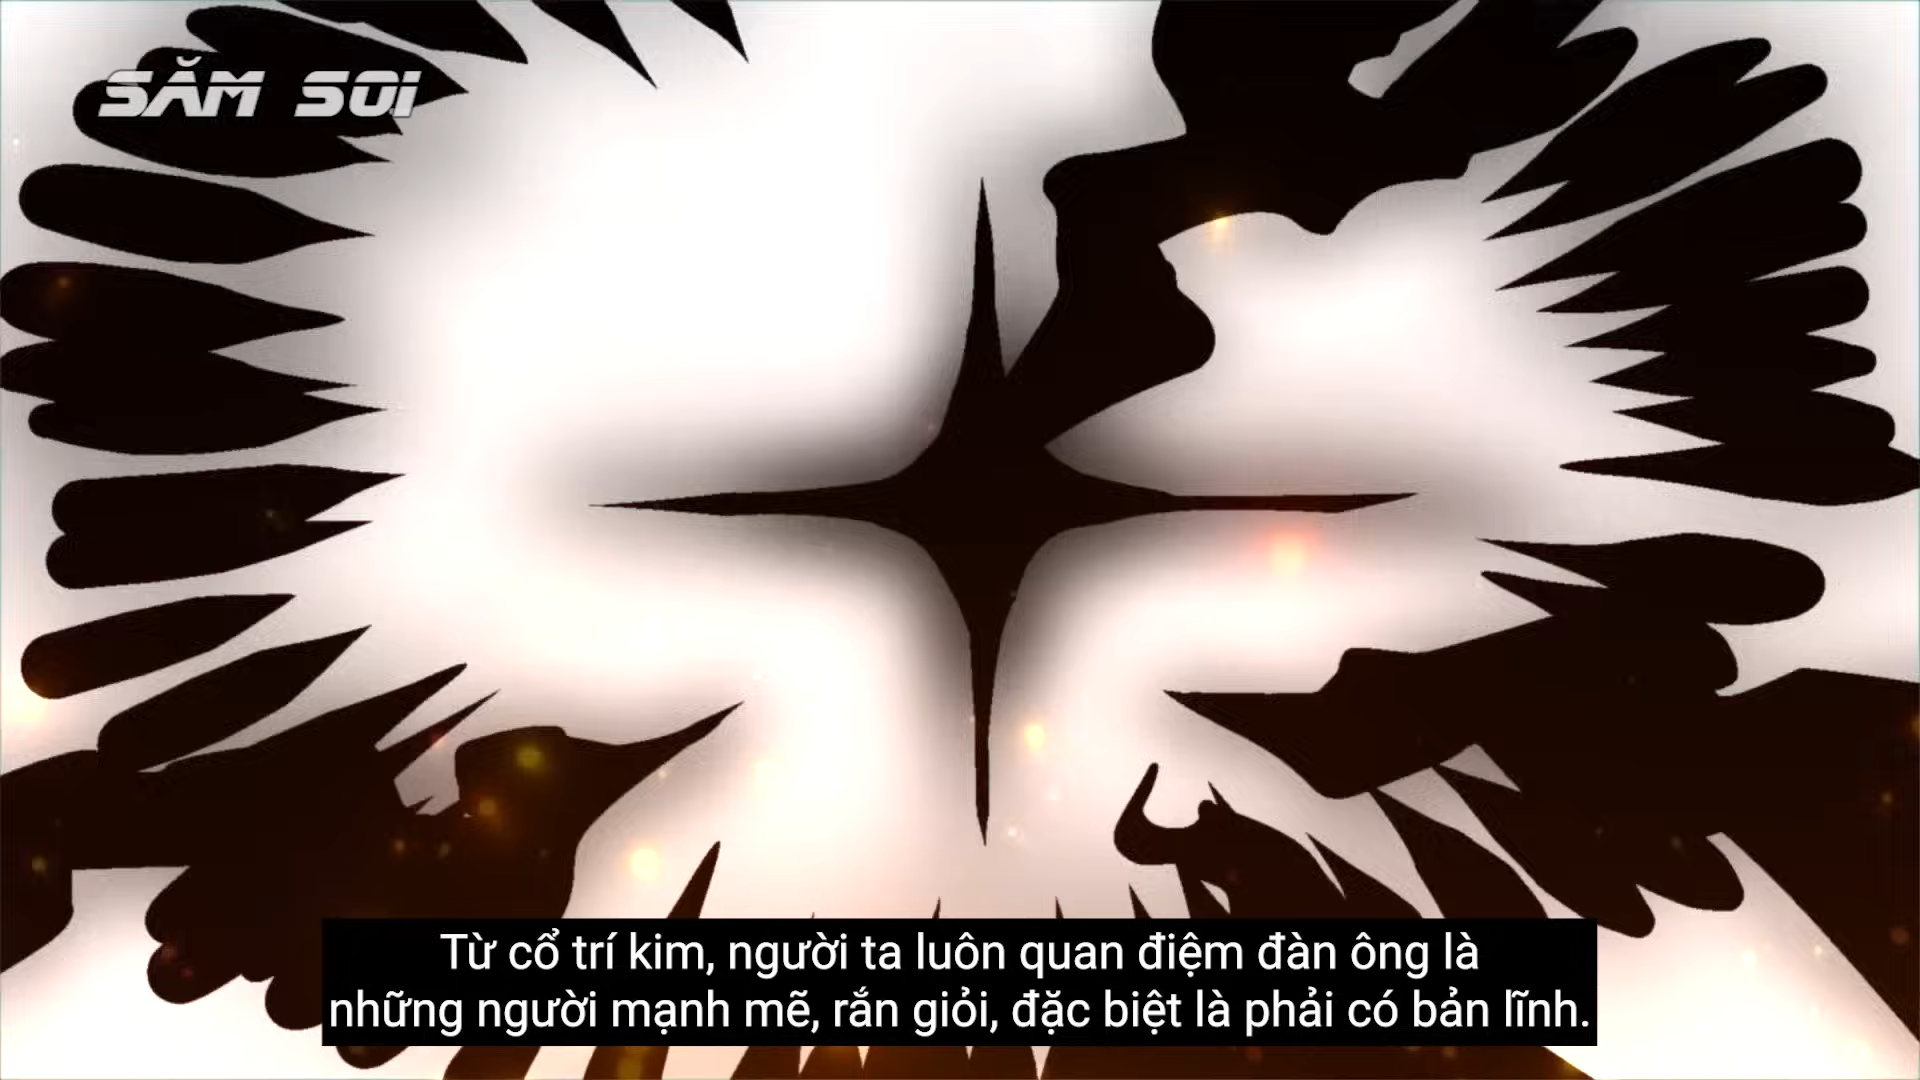 SĂM SOI
Từ cổ trí kim, người ta luôn quan điệm đàn ông là
những người mạnh mẽ, rắn giỏi, đặc biệt là phải có bản lĩnh.